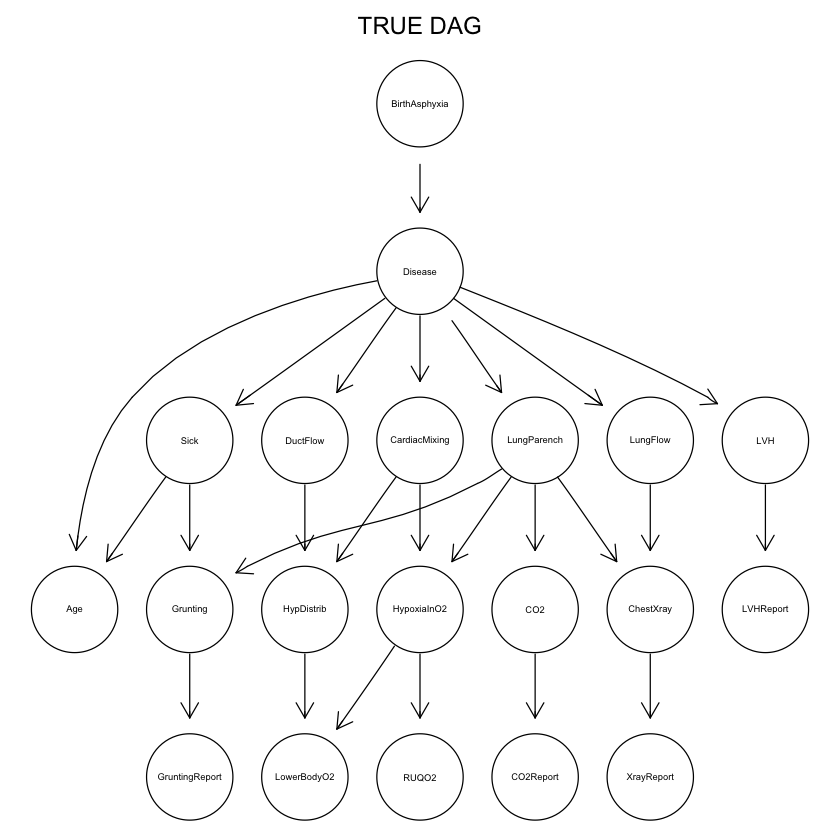 TRUE DAG
BirthAsphyxia
Disease
Sick
DuctFlow
CardiacMixing
LungParench
LungFlow
LVH
Age
Grunting
HypDistrib
HypoxiaInO2
CO2
ChestXray
LVHReport
GruntingReport
LowerBodyO2
RUQO2
CO2Report
XrayReport